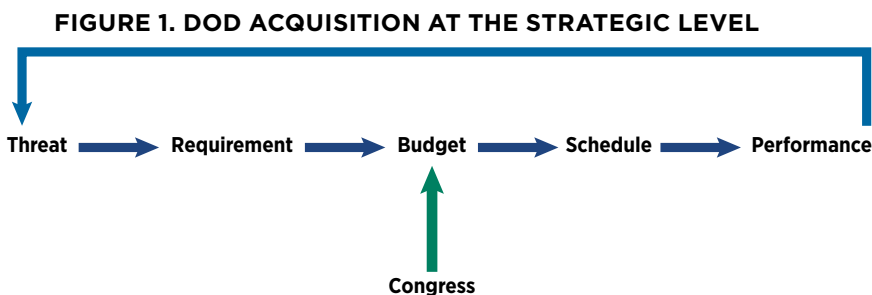 FIGURE 1. DOD ACQUISITION AT THE STRATEGIC LEVEL
Threat Requirement Budget Schedule Performance
Congress